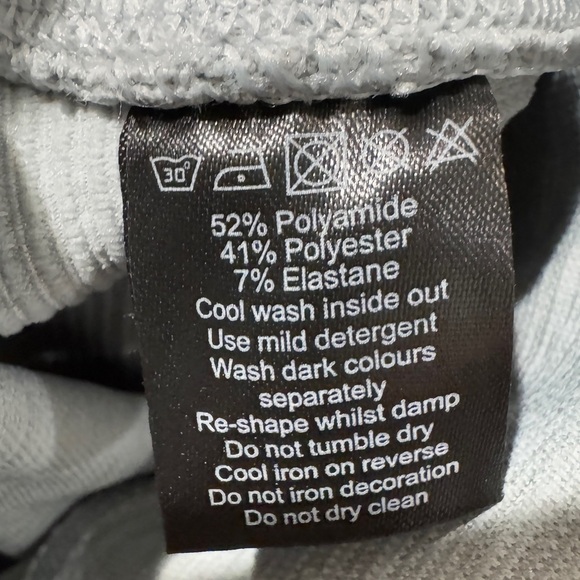 30°
52% Polyamide
41% Polyester
7% Elastane
Cool wash inside out
Use mild detergent
Wash dark colours
separately
Re-shape whilst damp
Do not tumble dry
Cool iron on reverse
Do not iron decoration
Do not dry clean